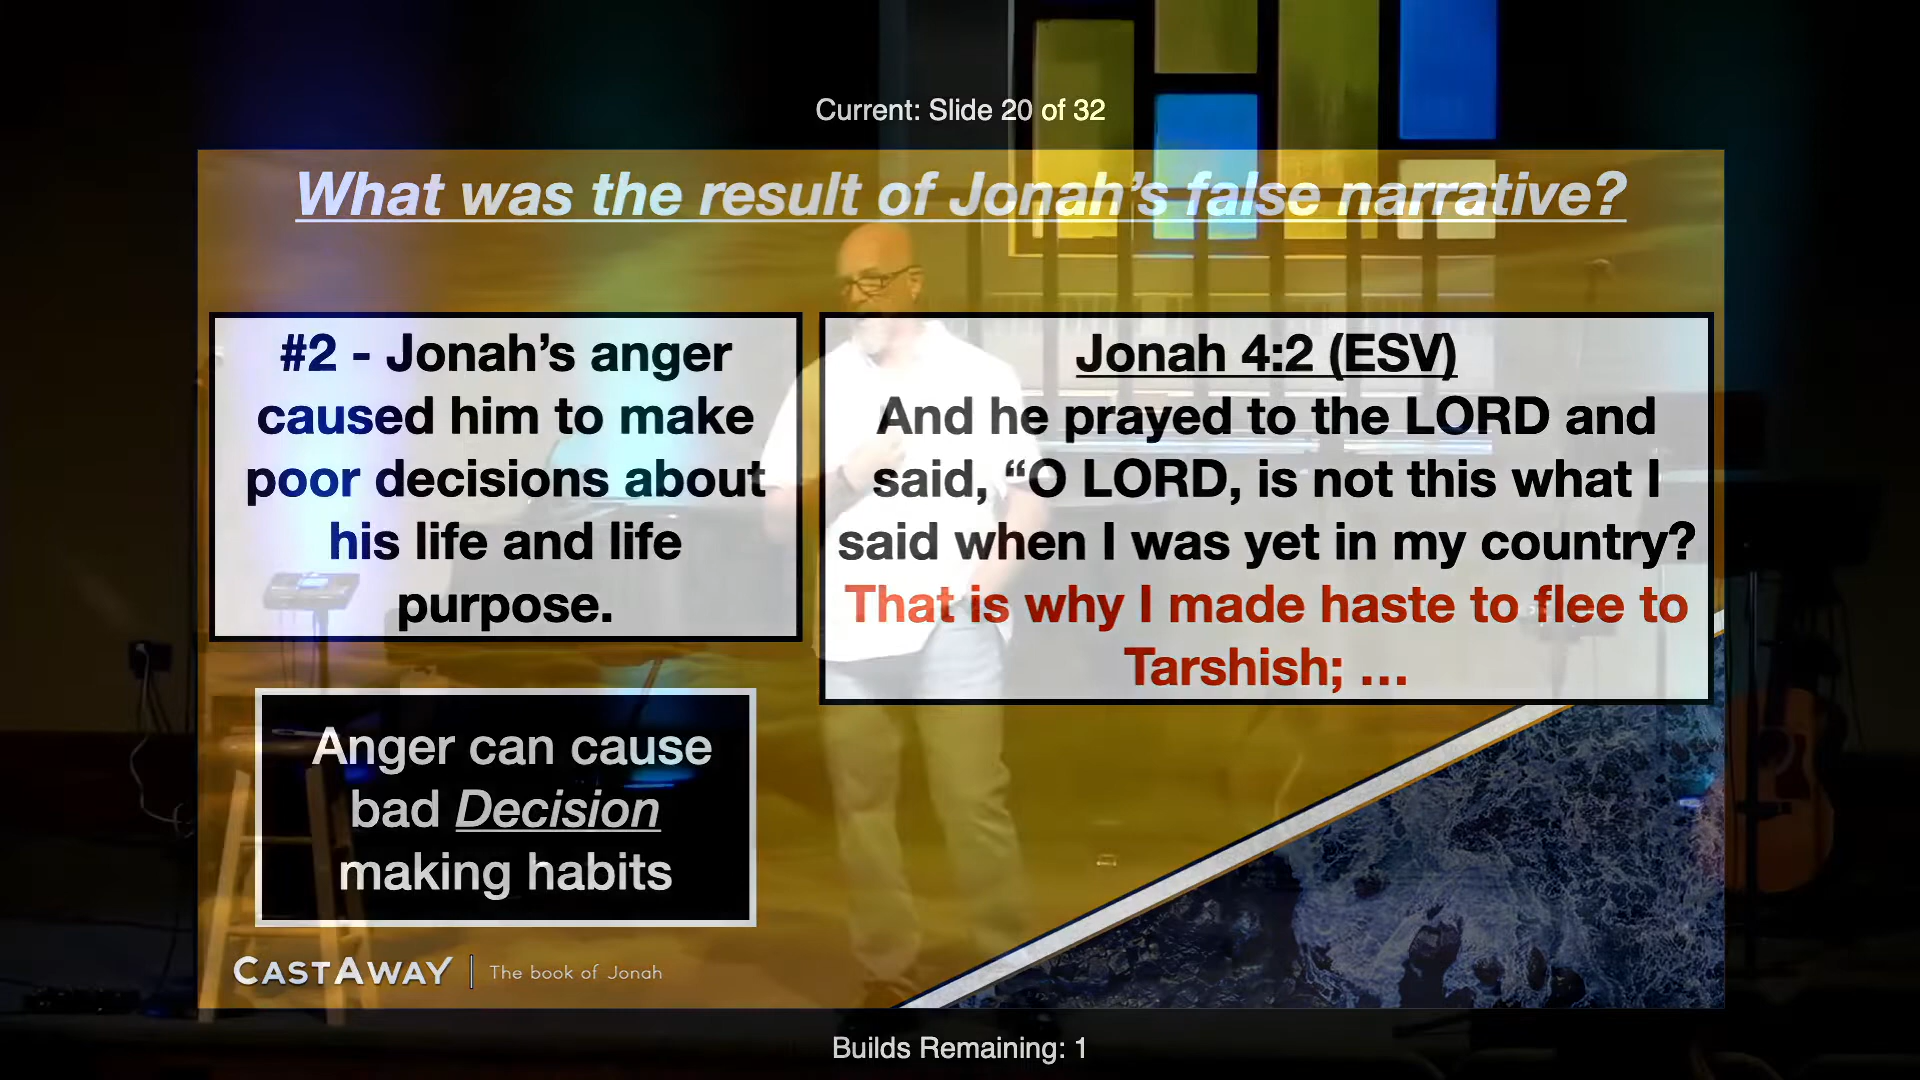 Current: Slide 20 of 32
What was the result of Jonah’s false narrative?
#2 - Jonah’s anger
caused him to make
poor decisions about
his life and life
purpose.
Jonah 4:2 (ESV)
And he prayed to the LORD and
said, “O LORD, is not this what I
said when I was yet in my country?
That is why I made haste to flee to
Tarshish; …
Anger can cause
bad Decision
making habits
CASTAWAY | The book of Jonah
Builds Remaining: 1